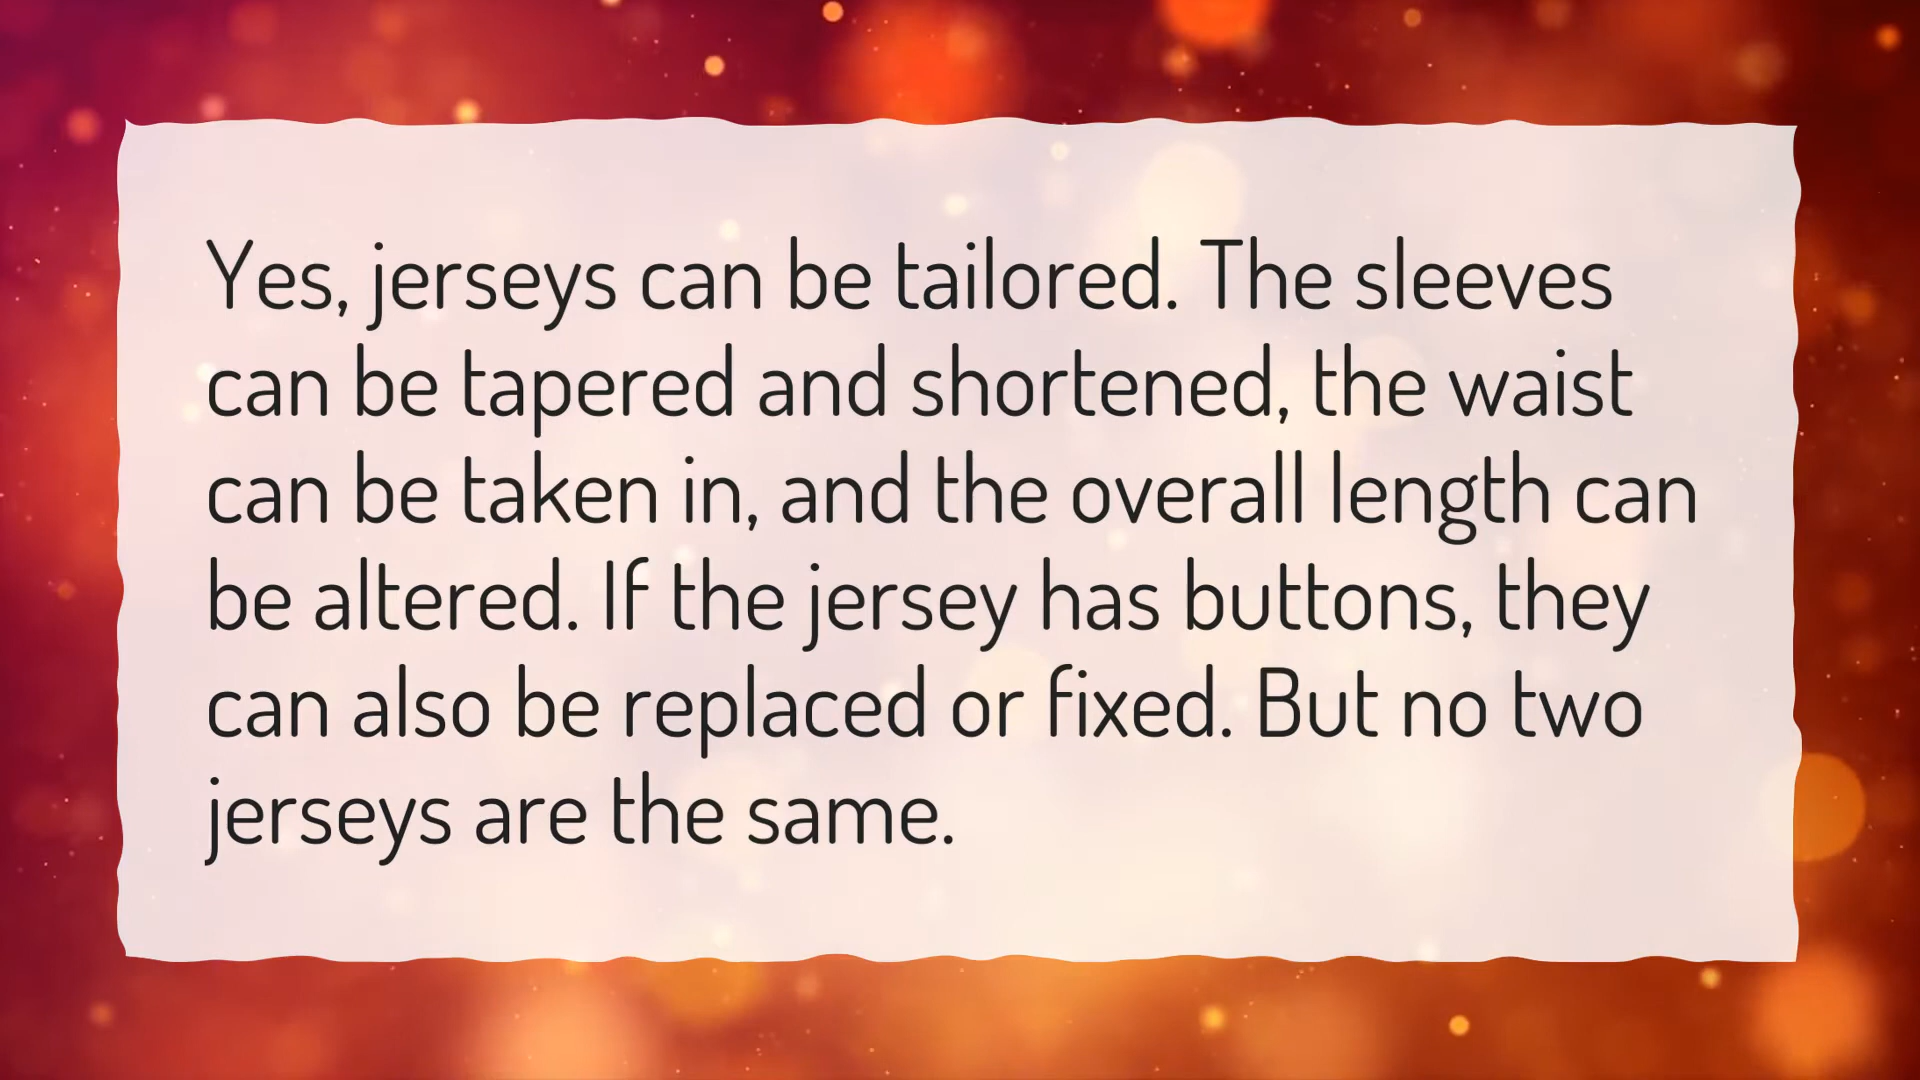 Yes, jerseys can be tailored. The sleeves
can be tapered and shortened, the waist
can be taken in, and the overall length can
be altered. If the jersey has buttons, they
can also be replaced or fixed. But no two
jerseys are the same.